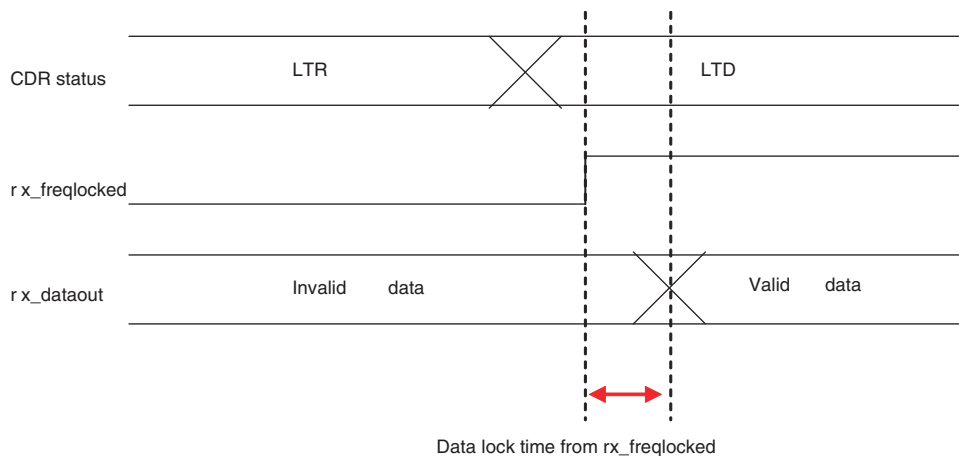 CDR status
LTR
LTD
r x_freqlocked
r x_dataout
Invalid data
Valid data
Data lock time from rx_freqlocked